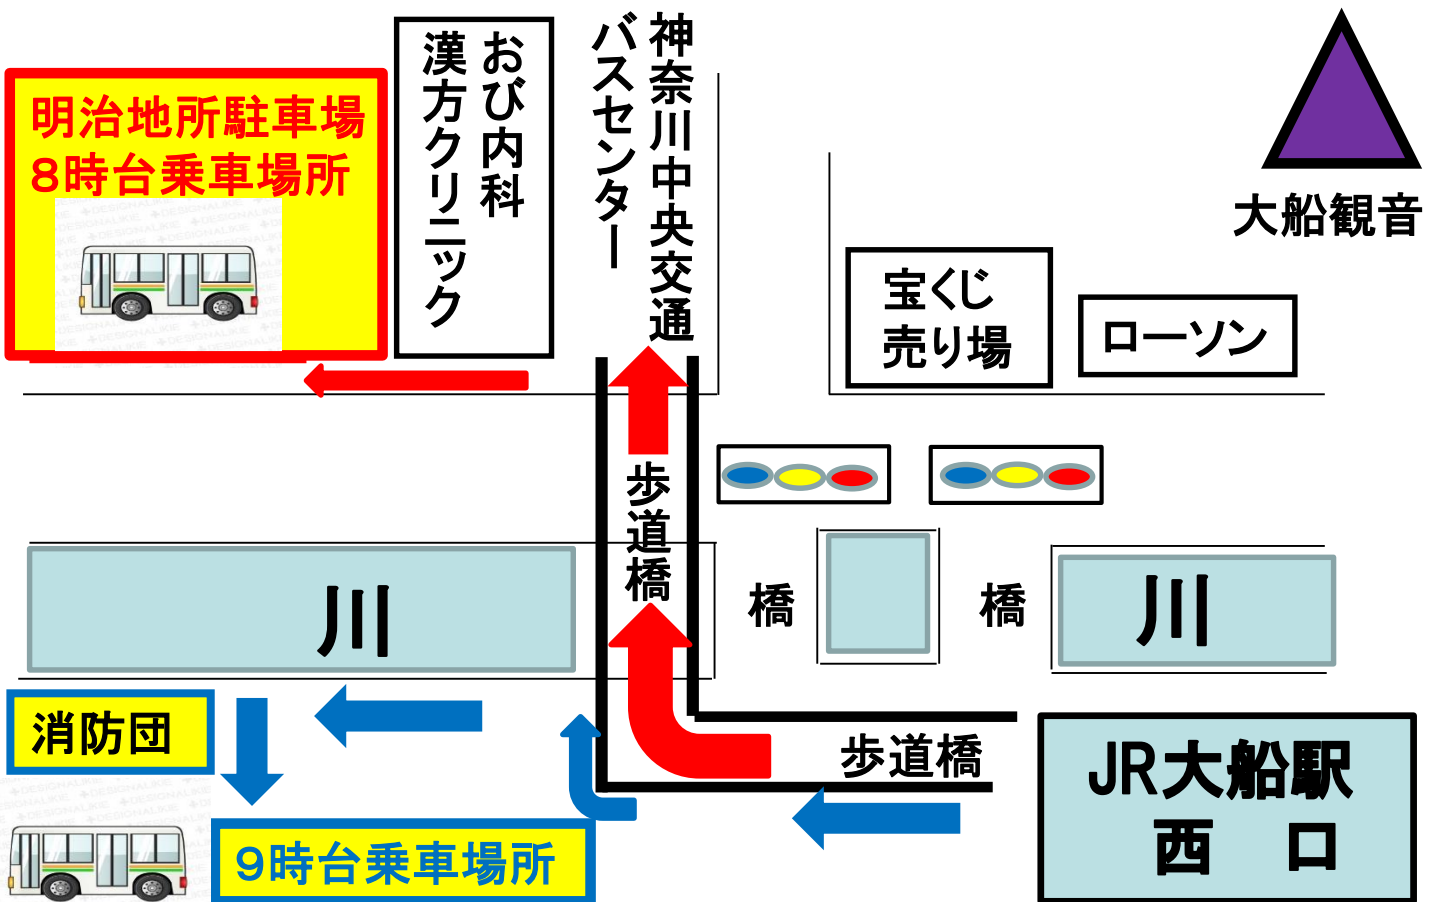 明治地所駐車場
8時台乗車場所
おび内科
漢方クリニック
神奈川中央交通
バスセンター
大船観音
宝くじ
売り場
ローソン
歩道橋
川
橋
橋
川
消防団
歩道橋
JR大船駅
西 口
9時台乗車場所